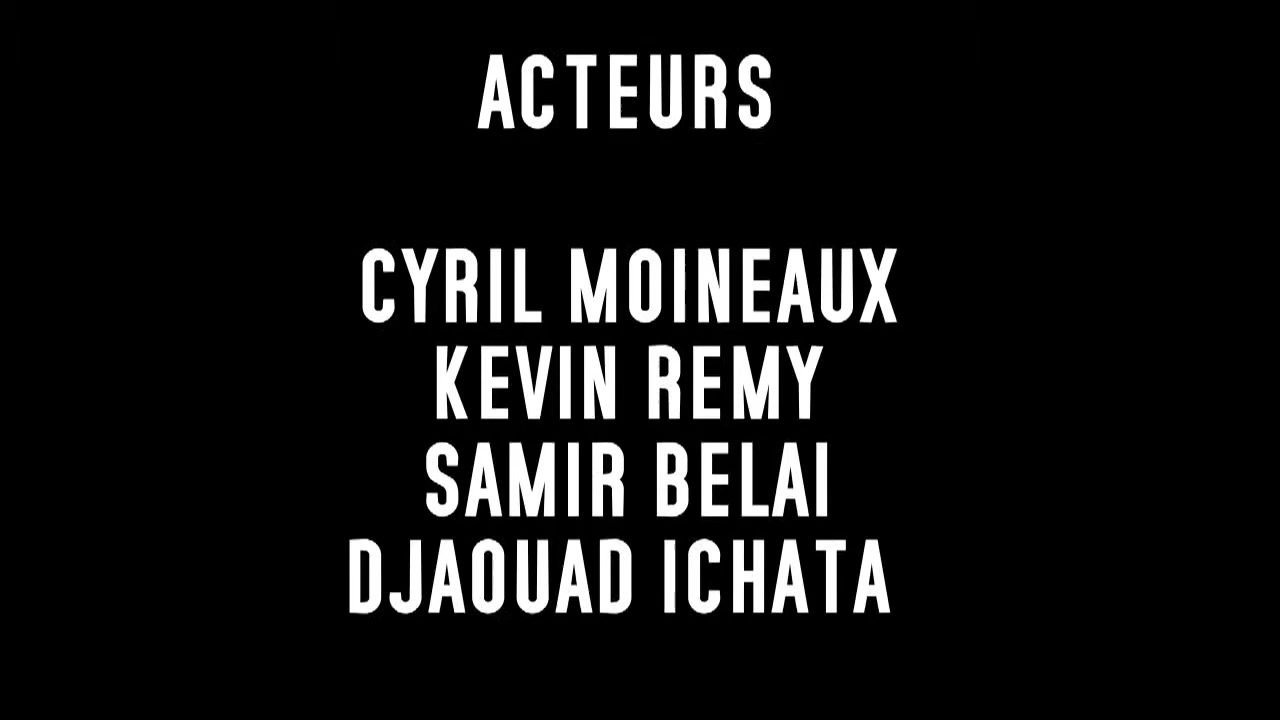 ACTEURS
CYRIL MOINEAUX
KEVIN REMY
SAMIR BELAI
DJAOUAD ICHATA